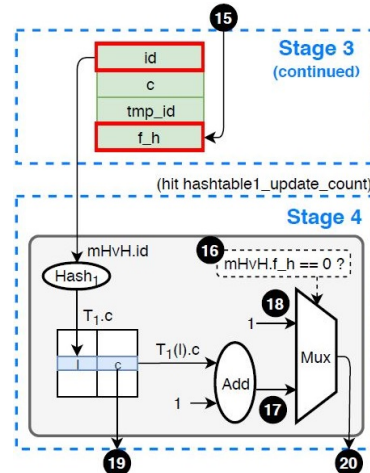 15
Stage 3
(continued)
id
c
tmp_id
f_h
(hit hashtable1_update_count)
Stage 4
16
mHvH.id
mHvH.f_h == 0 ?
Hash1
18
T1.c
1
T1(l).c
l
c
Add
Mux
1
17
19
20